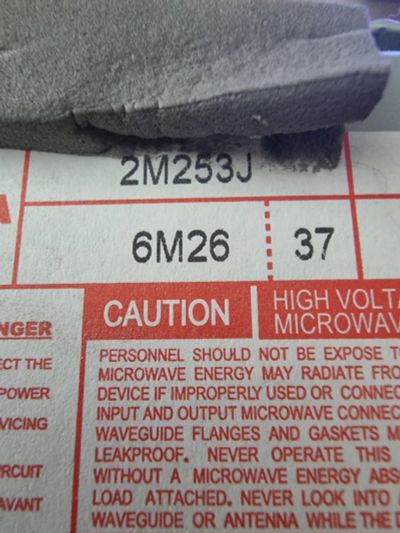 2M253J
A
6M26 37
CAUTION HIGH VOLTA
MICROWAV
NGER
ECT THE
POWER
VICING
IRCUIT
AVANT
PERSONNEL SHOULD NOT BE EXPOSE T
MICROWAVE ENERGY MAY RADIATE FRO
DEVICE IF IMPROPERLY USED OR CONNEC
INPUT AND OUTPUT MICROWAVE CONNEC
WAVEGUIDE FLANGES AND GASKETS M
LEAKPROOF. NEVER OPERATE THIS
WITHOUT A MICROWAVE ENERGY ABS
LOAD ATTACHED. NEVER LOOK INTO A
WAVEGUIDE OR ANTENNA WHILE THE D